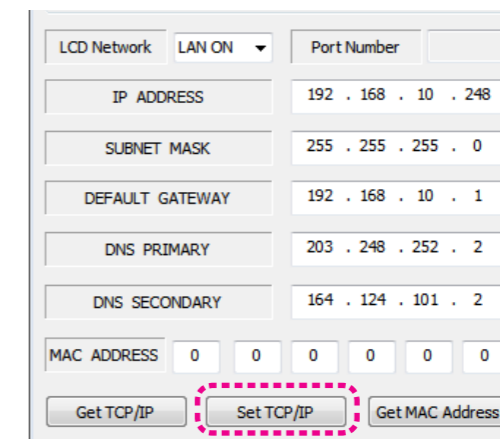 LCD Network LAN ON Port Number
IP ADDRESS 192 . 168 . 10 . 248
SUBNET MASK 255 . 255 . 255 . 0
DEFAULT GATEWAY 192 . 168 . 10 . 1
DNS PRIMARY 203 . 248 . 252 . 2
DNS SECONDARY 164 . 124 . 101 . 2
MAC ADDRESS 0 0 0 0 0 0
Get TCP/IP Set TCP/IP Get MAC Address